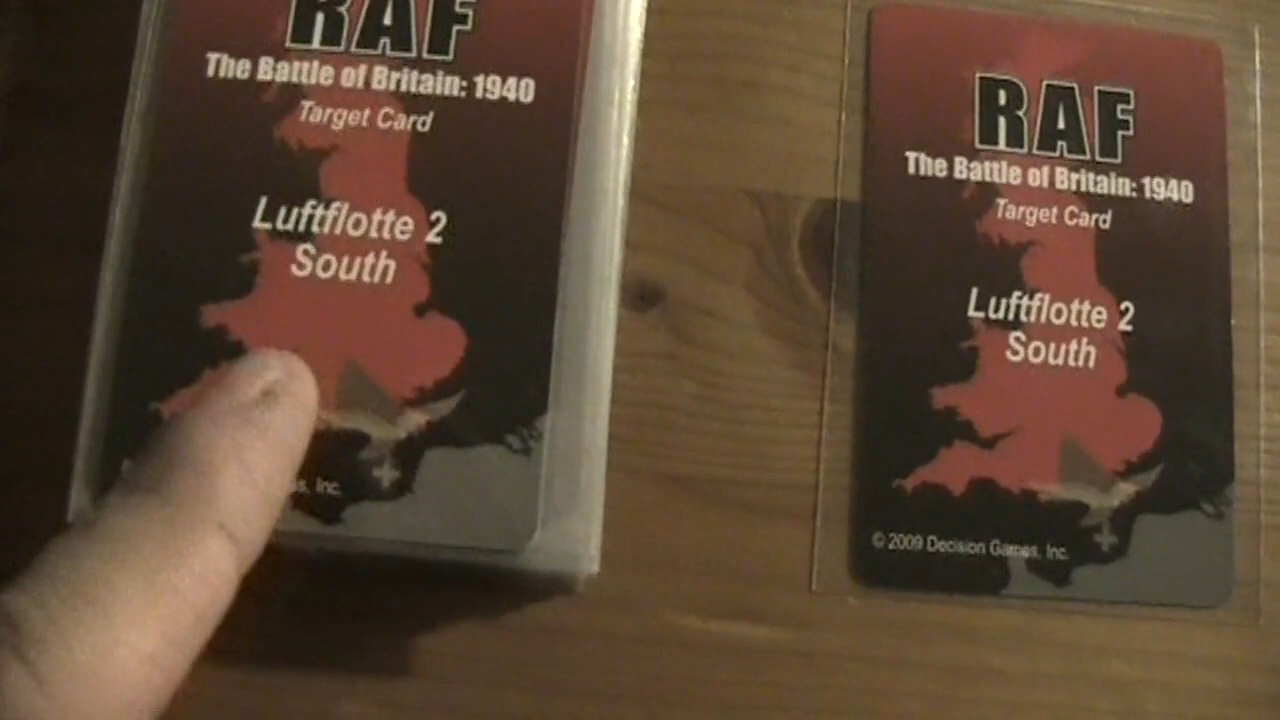 RAF
The Battle of Britain: 1940
Target Card
Luftflotte 2
South
Inc.
RAF
The Battle of Britain: 1940
Target Card
Luftflotte 2
South
© 2009 Decision Games, Inc.